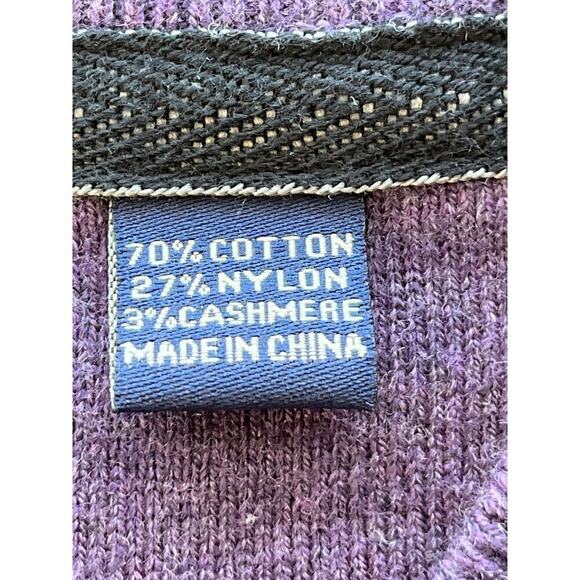 70% COTTON
27% NYLON
3% CASHMERE
MADE IN CHINA